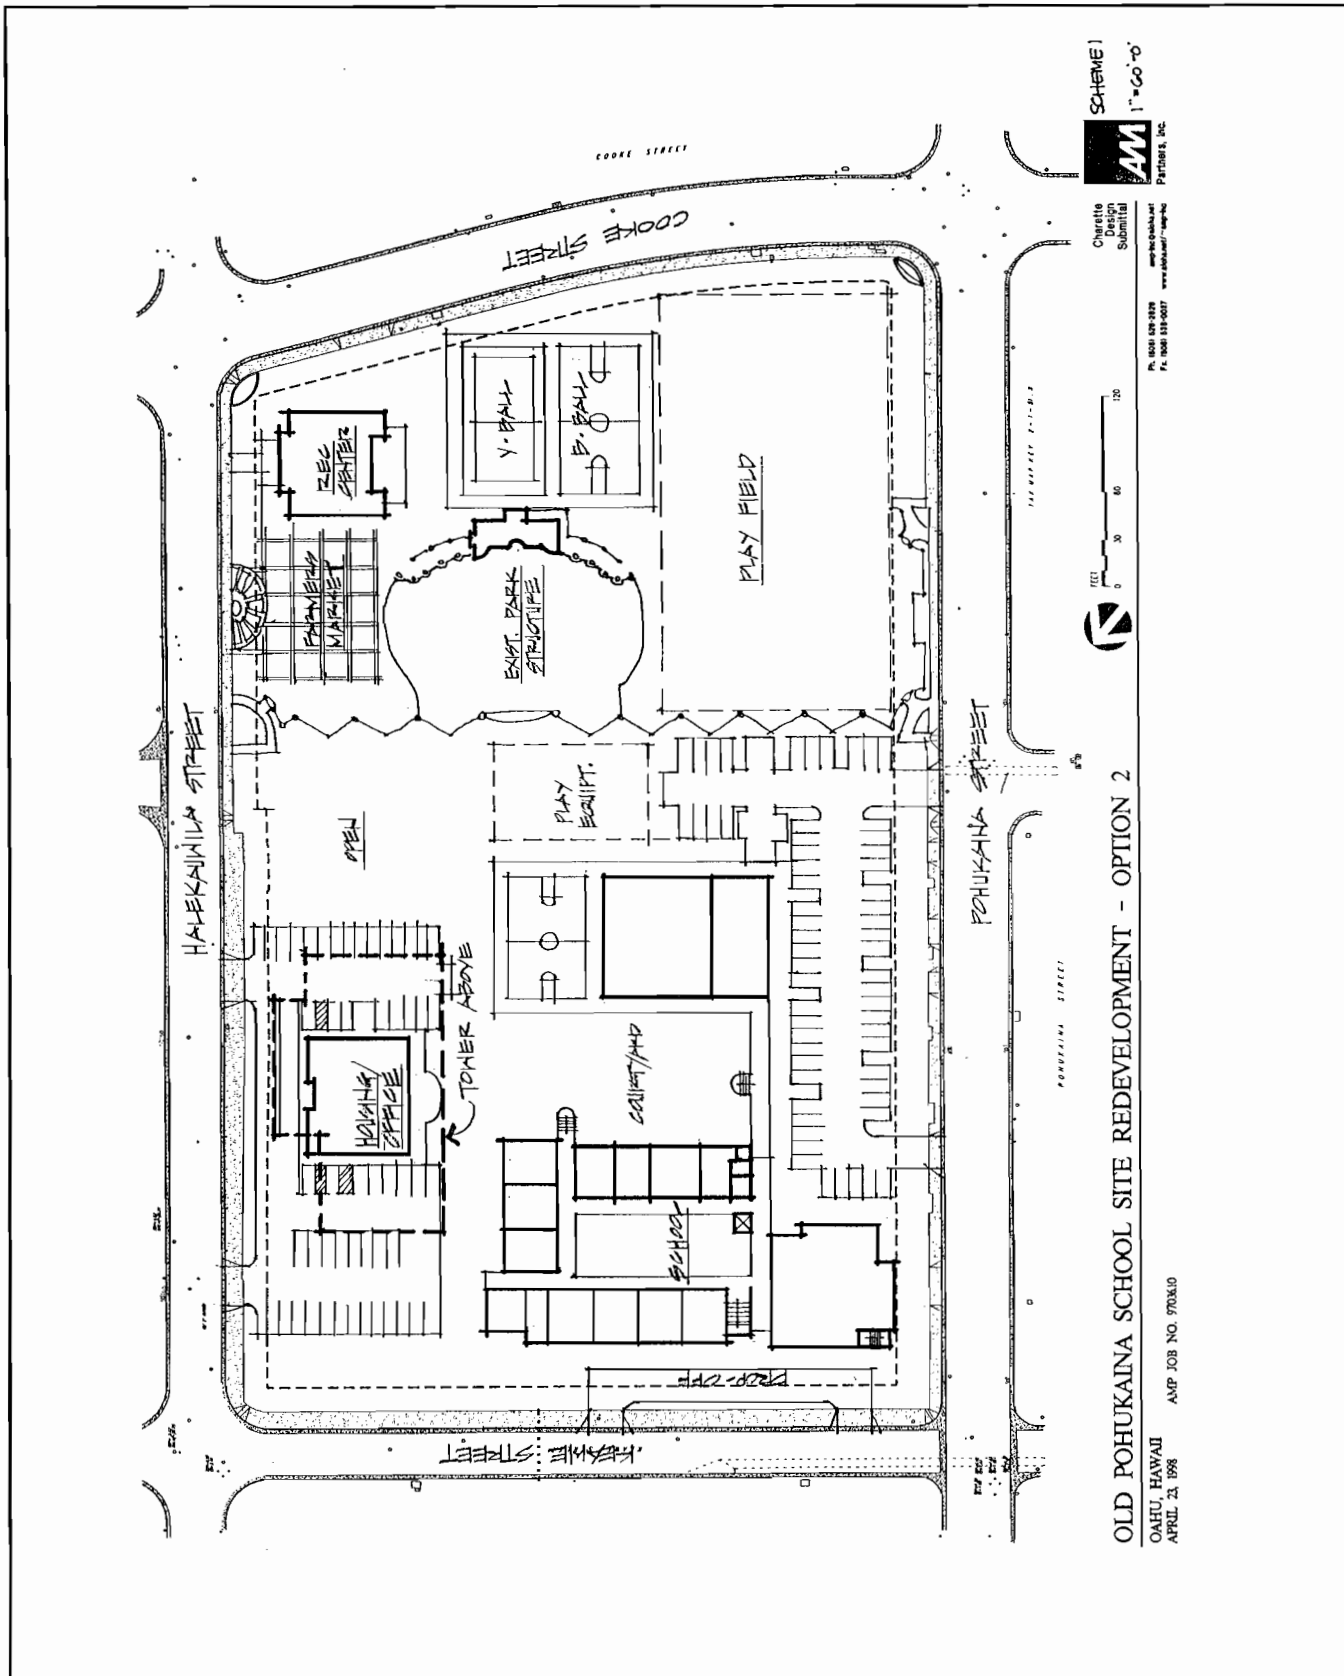 COOKE STREET
COOKE STREET
HALEKAUWILA STREET
REC
CENTER
FARMERS
MARKET
V-BALL
B-BALL
EXIST. PARK
STRUCTURE
PLAY FIELD
OPEN
PLAY
EQUIPT.
HOUSING/
OFFICE
TOWER ABOVE
COURTYARD
SCHOOL
DROP-OFF
KEAWE STREET
POHUKAINA STREET
POHUKAINA STREET
SCHEME 1
1"=60'-0"
AM
Partners, Inc.
Charette
Design
Submittal
FEET
0 30 60 120
OLD POHUKAINA SCHOOL SITE REDEVELOPMENT - OPTION 2
OAHU, HAWAII
APRIL 23, 1998 AMP JOB NO. 9703610